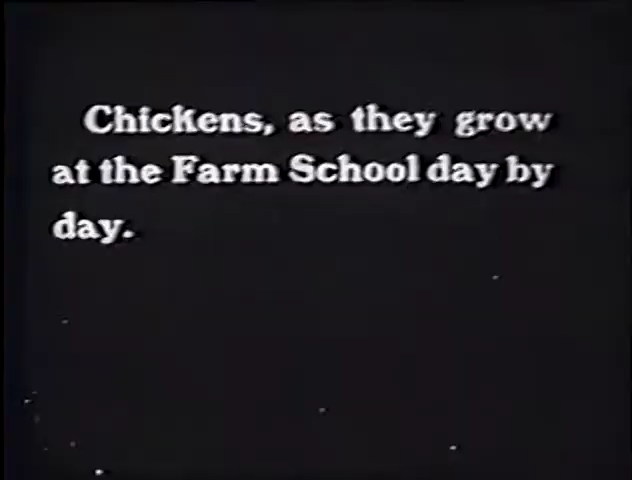 Chickens, as they grow
at the Farm School day by
day.